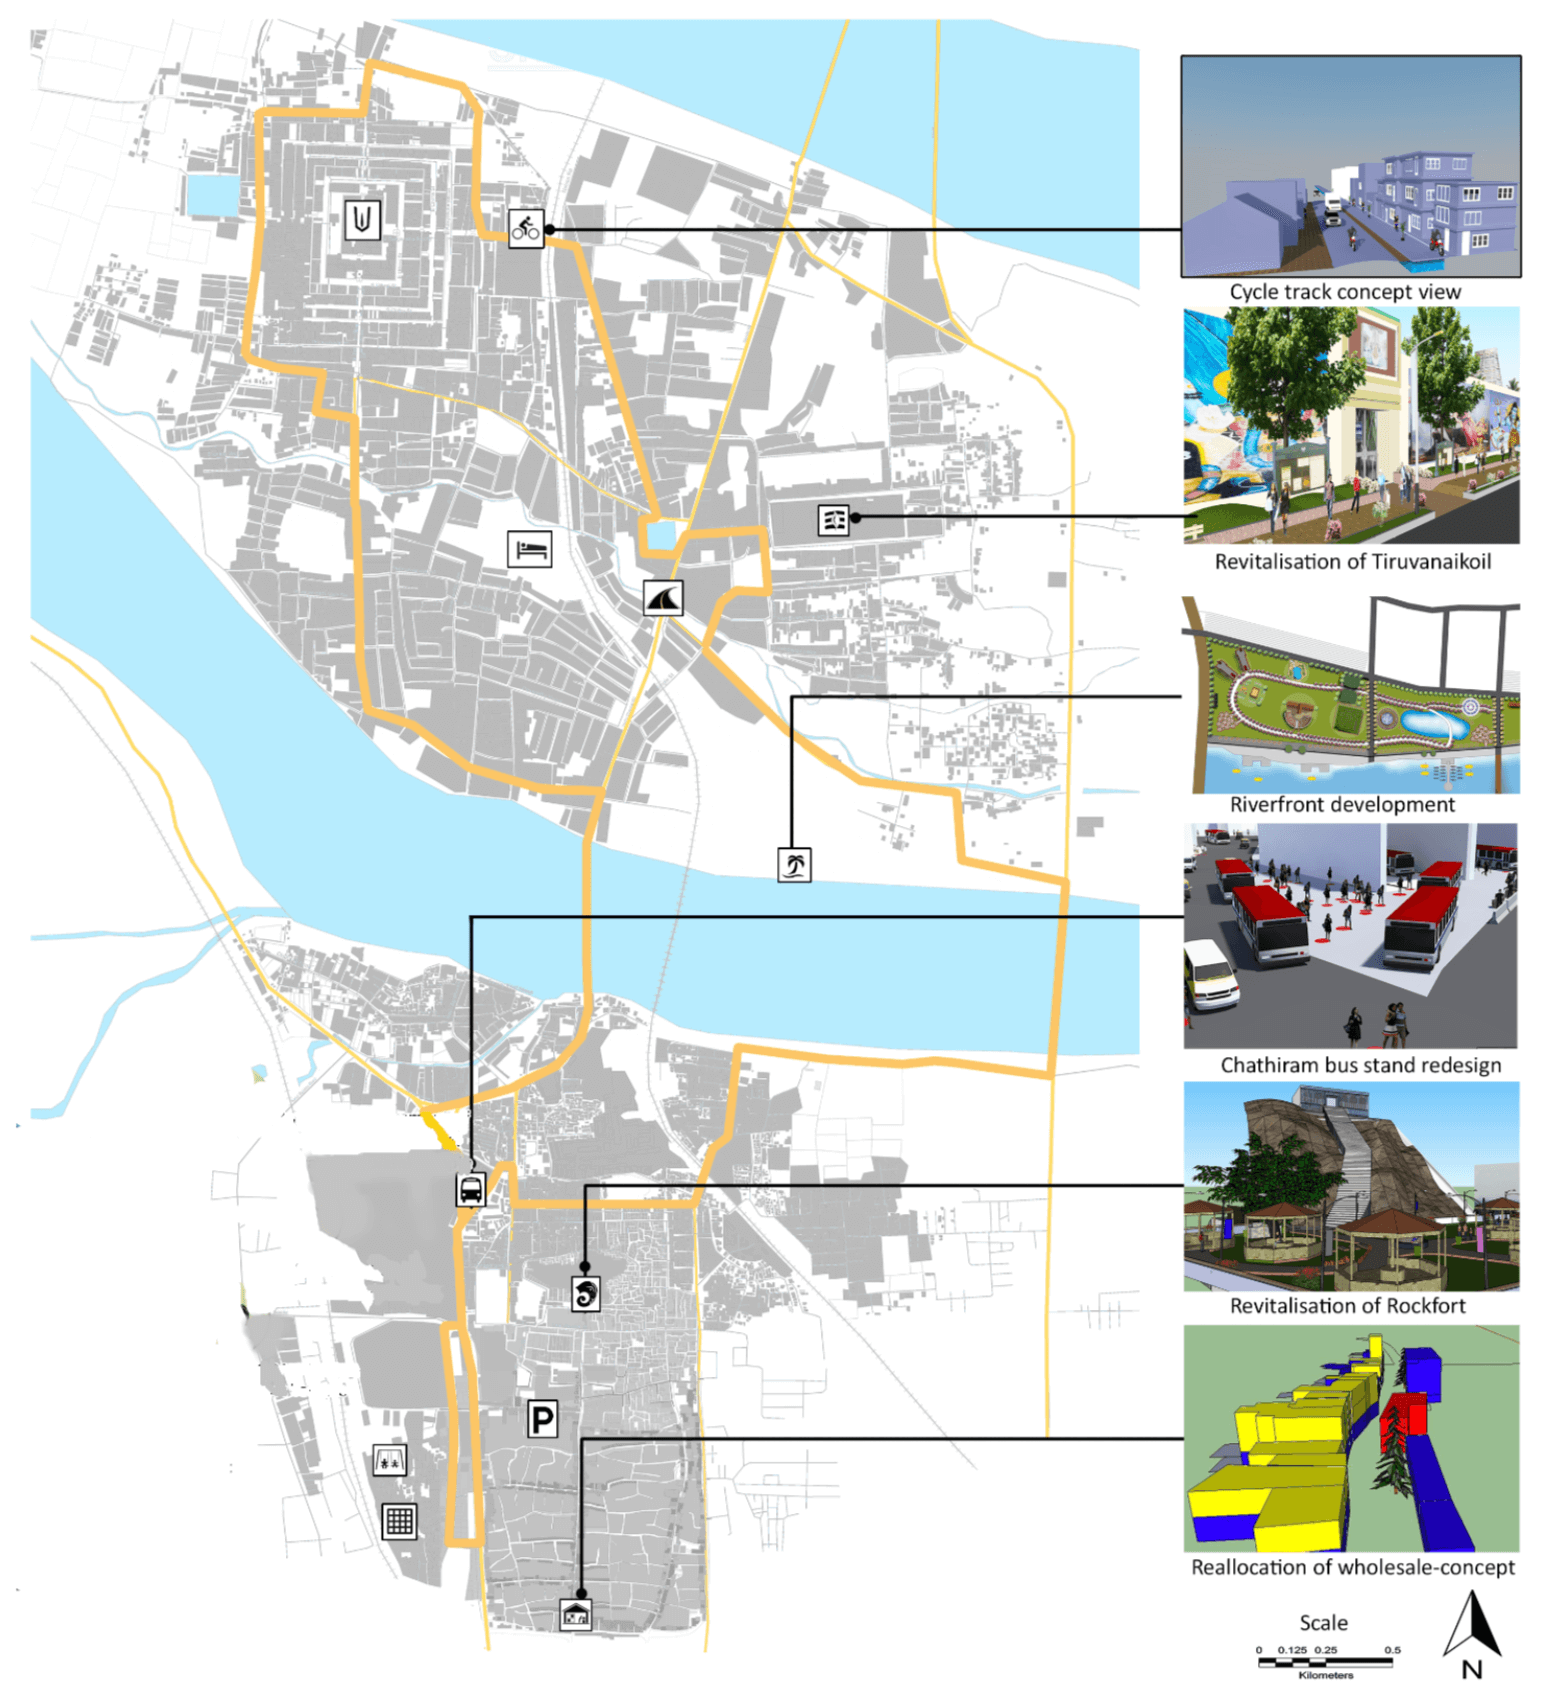 Cycle track concept view
Revitalisation of Tiruvanaikoil
Riverfront development
Chathiram bus stand redesign
Revitalisation of Rockfort
P
Reallocation of wholesale-concept
Scale
0 0.125 0.25 0.5
Kilometers
N